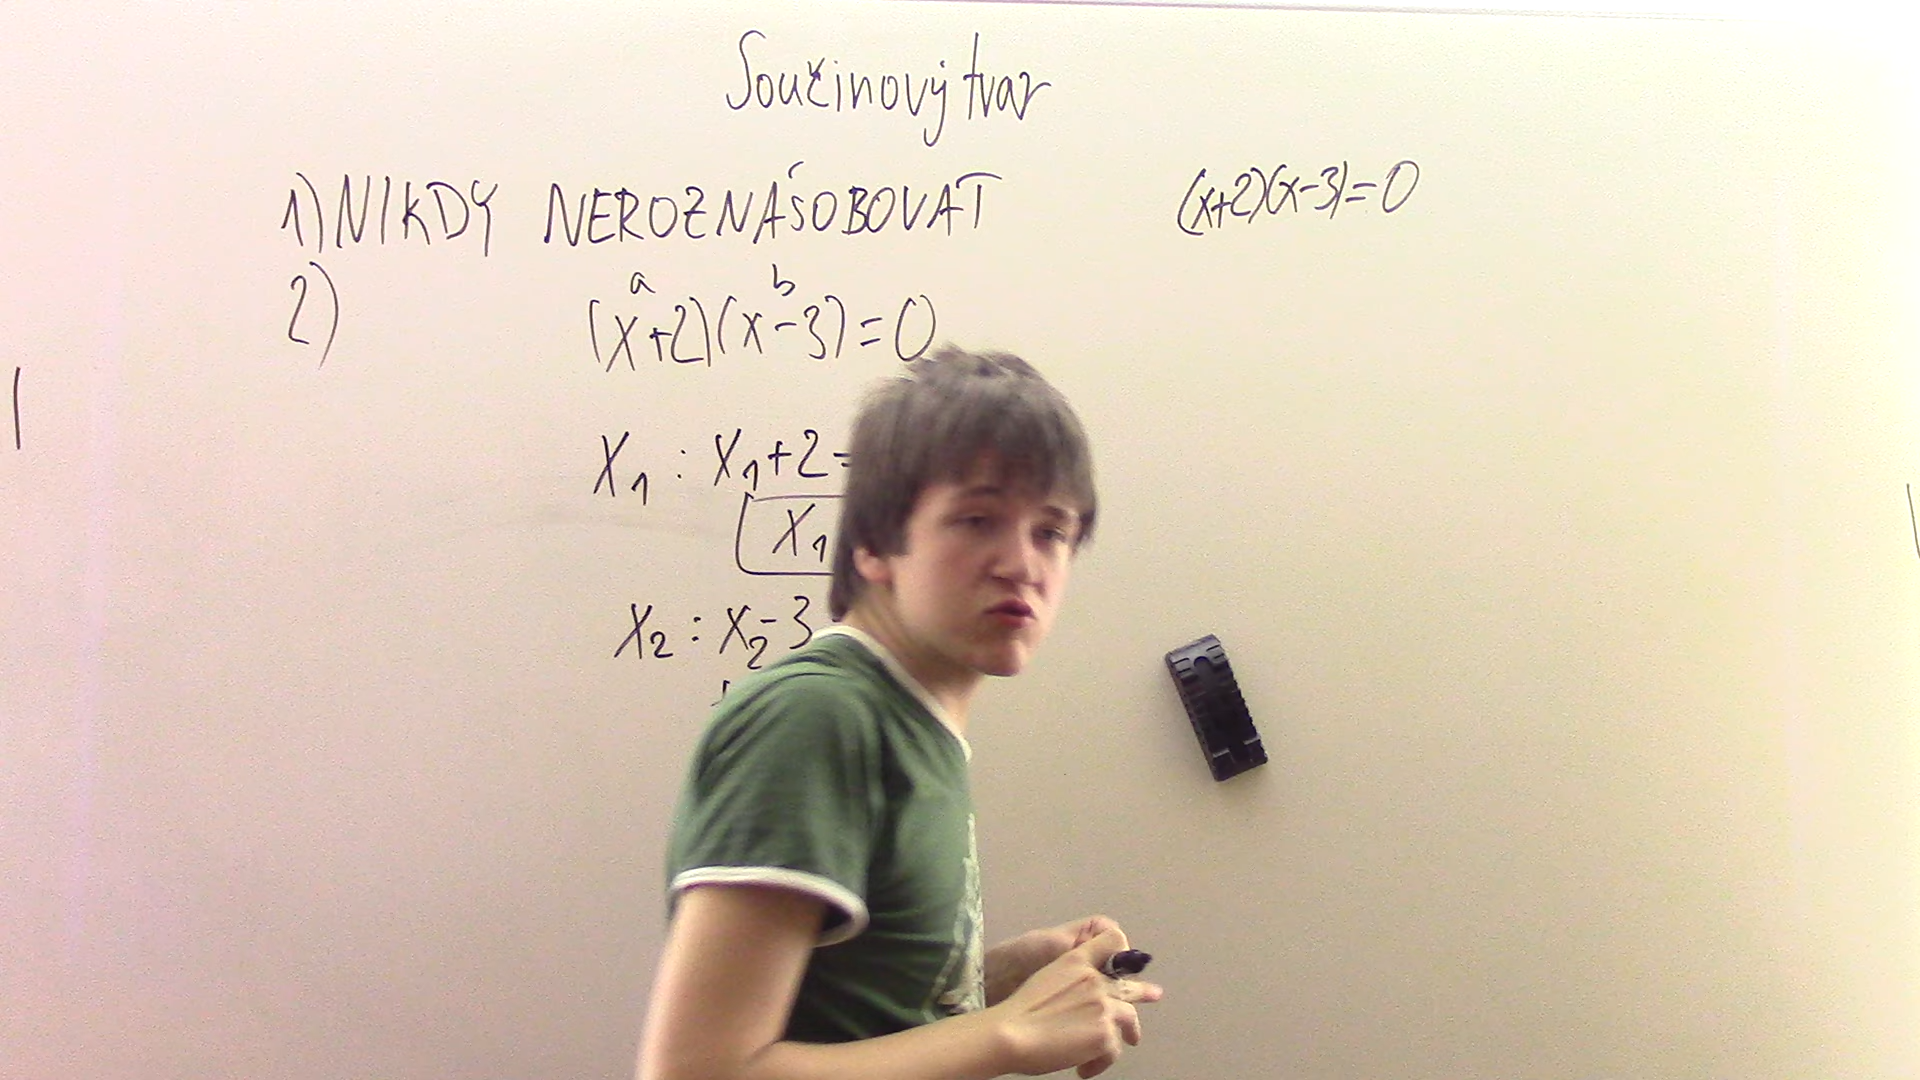 Součinový tvar
1) NIKDY NEROZNÁSOBOVAT
(x+2)(x-3)=0
2)
a b
(x+2)(x-3)=0
X₁ : X₁+2=
X₁
X₂ : X₂-3